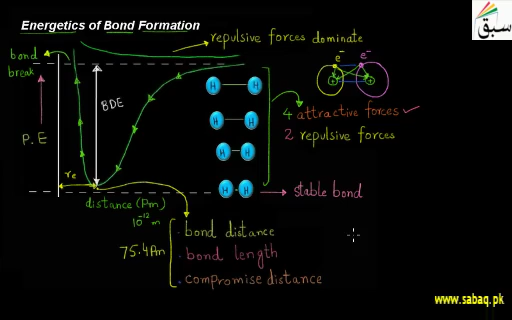 Energetics of Bond Formation
سبق
repulsive forces dominate
bond
break
e⁻ e⁻
+ +
BDE
H H
4 attractive forces
H H
2 repulsive forces
P.E
H H
re
H H
stable bond
distance (Pm)
10⁻¹² m
. bond distance
75.4Pm
. bond length
. compromise distance
www.sabaq.pk